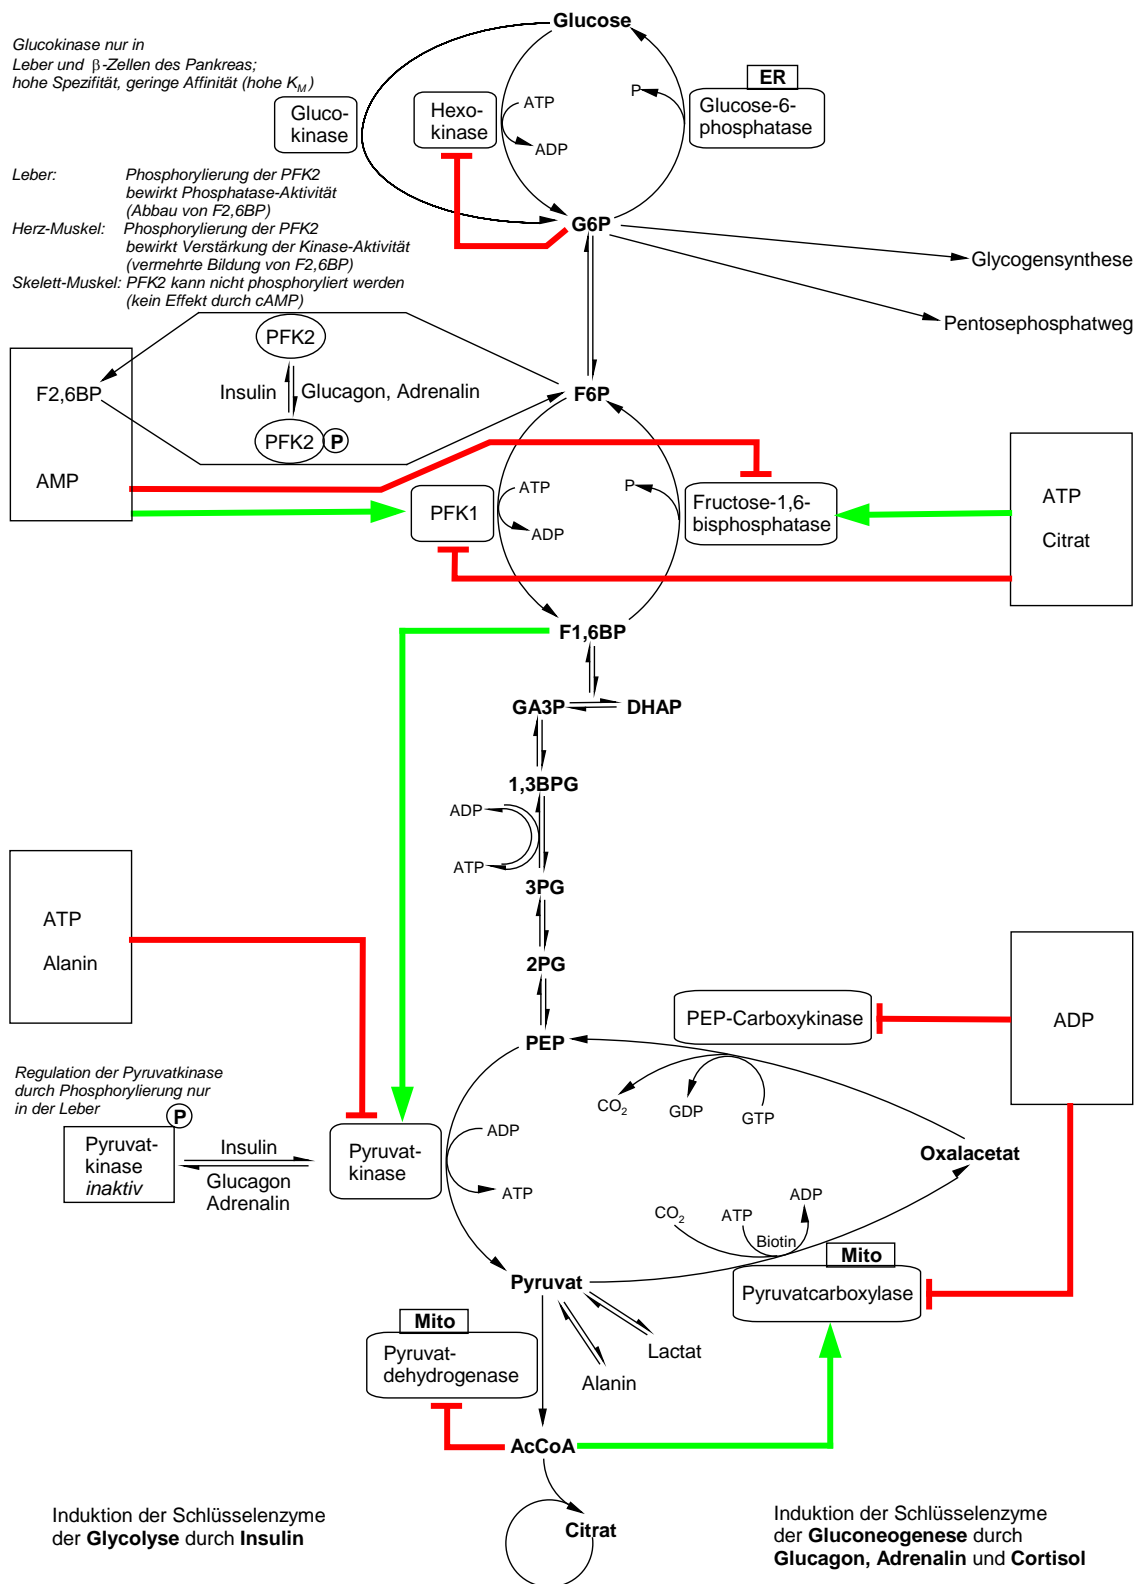 Glucose
Glucokinase nur in
Leber und β-Zellen des Pankreas;
hohe Spezifität, geringe Affinität (hohe KM)
ER
Gluco-
kinase
Hexo-
kinase
ATP
ADP
P
Glucose-6-
phosphatase
Leber: Phosphorylierung der PFK2
bewirkt Phosphatase-Aktivität
(Abbau von F2,6BP)
Herz-Muskel: Phosphorylierung der PFK2
bewirkt Verstärkung der Kinase-Aktivität
(vermehrte Bildung von F2,6BP)
Skelett-Muskel: PFK2 kann nicht phosphoryliert werden
(kein Effekt durch cAMP)
G6P
Glycogensynthese
Pentosephosphatweg
PFK2
F2,6BP
Insulin
Glucagon, Adrenalin
F6P
PFK2
P
AMP
PFK1
ATP
ADP
P
Fructose-1,6-
bisphosphatase
ATP
Citrat
F1,6BP
GA3P
DHAP
1,3BPG
ADP
ATP
3PG
ATP
Alanin
2PG
PEP-Carboxykinase
ADP
PEP
CO2
GDP
GTP
Regulation der Pyruvatkinase
durch Phosphorylierung nur
in der Leber
P
Pyruvat-
kinase
inaktiv
Insulin
Glucagon
Adrenalin
Pyruvat-
kinase
ADP
ATP
Oxalacetat
CO2
ATP
ADP
Biotin
Mito
Pyruvatcarboxylase
Pyruvat
Mito
Pyruvat-
dehydrogenase
Lactat
Alanin
AcCoA
Citrat
Induktion der Schlüsselenzyme
der Glycolyse durch Insulin
Induktion der Schlüsselenzyme
der Gluconeogenese durch
Glucagon, Adrenalin und Cortisol